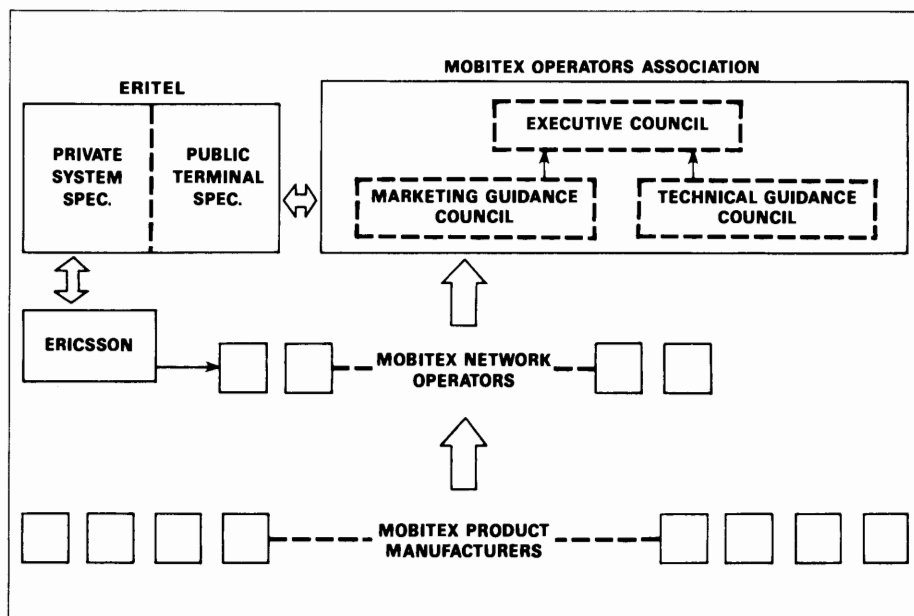 MOBITEX OPERATORS ASSOCIATION
ERITEL
EXECUTIVE COUNCIL
PRIVATE
SYSTEM
SPEC.
PUBLIC
TERMINAL
SPEC.
MARKETING GUIDANCE
COUNCIL
TECHNICAL GUIDANCE
COUNCIL
ERICSSON
MOBITEX NETWORK
OPERATORS
MOBITEX PRODUCT
MANUFACTURERS